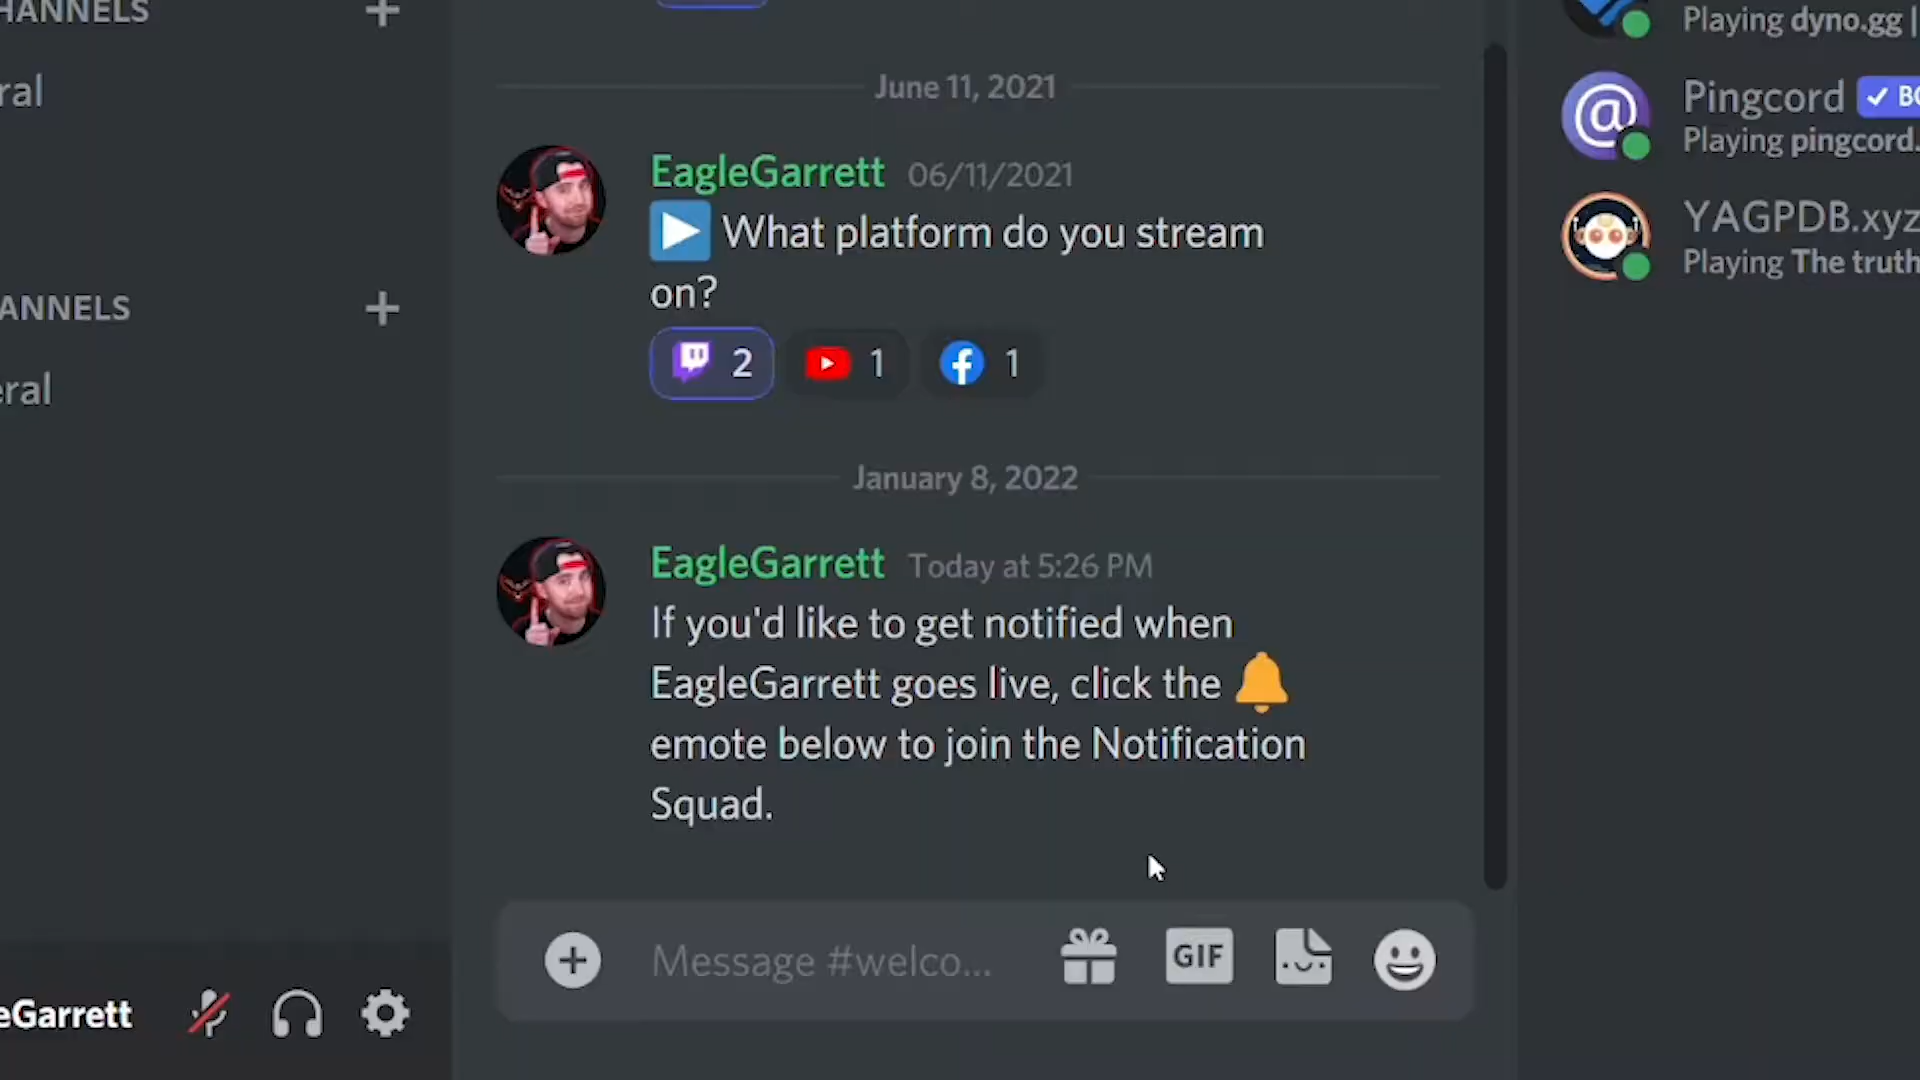 HANNELS
ral
ANNELS
eral
eGarrett
June 11, 2021
EagleGarrett 06/11/2021
What platform do you stream
on?
2 1 1
January 8, 2022
EagleGarrett Today at 5:26 PM
If you'd like to get notified when
EagleGarrett goes live, click the
emote below to join the Notification
Squad.
Message #welco...
GIF
Playing dyno.gg |
Pingcord BO
Playing pingcord.
YAGPDB.xyz
Playing The truth